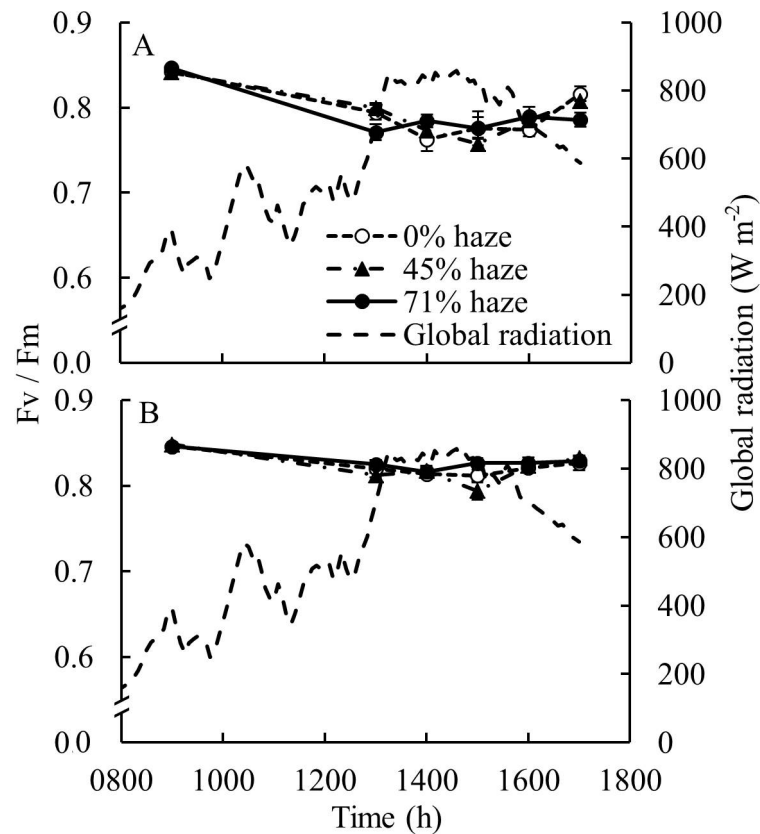 0.9
0.8
0.7
0.6
0.0
A
1000
800
600
400
200
0
0% haze
45% haze
71% haze
Global radiation
Fv / Fm
Global radiation (W m-2)
0.9
0.8
0.7
0.6
0.0
B
1000
800
600
400
200
0
0800 1000 1200 1400 1600 1800
Time (h)